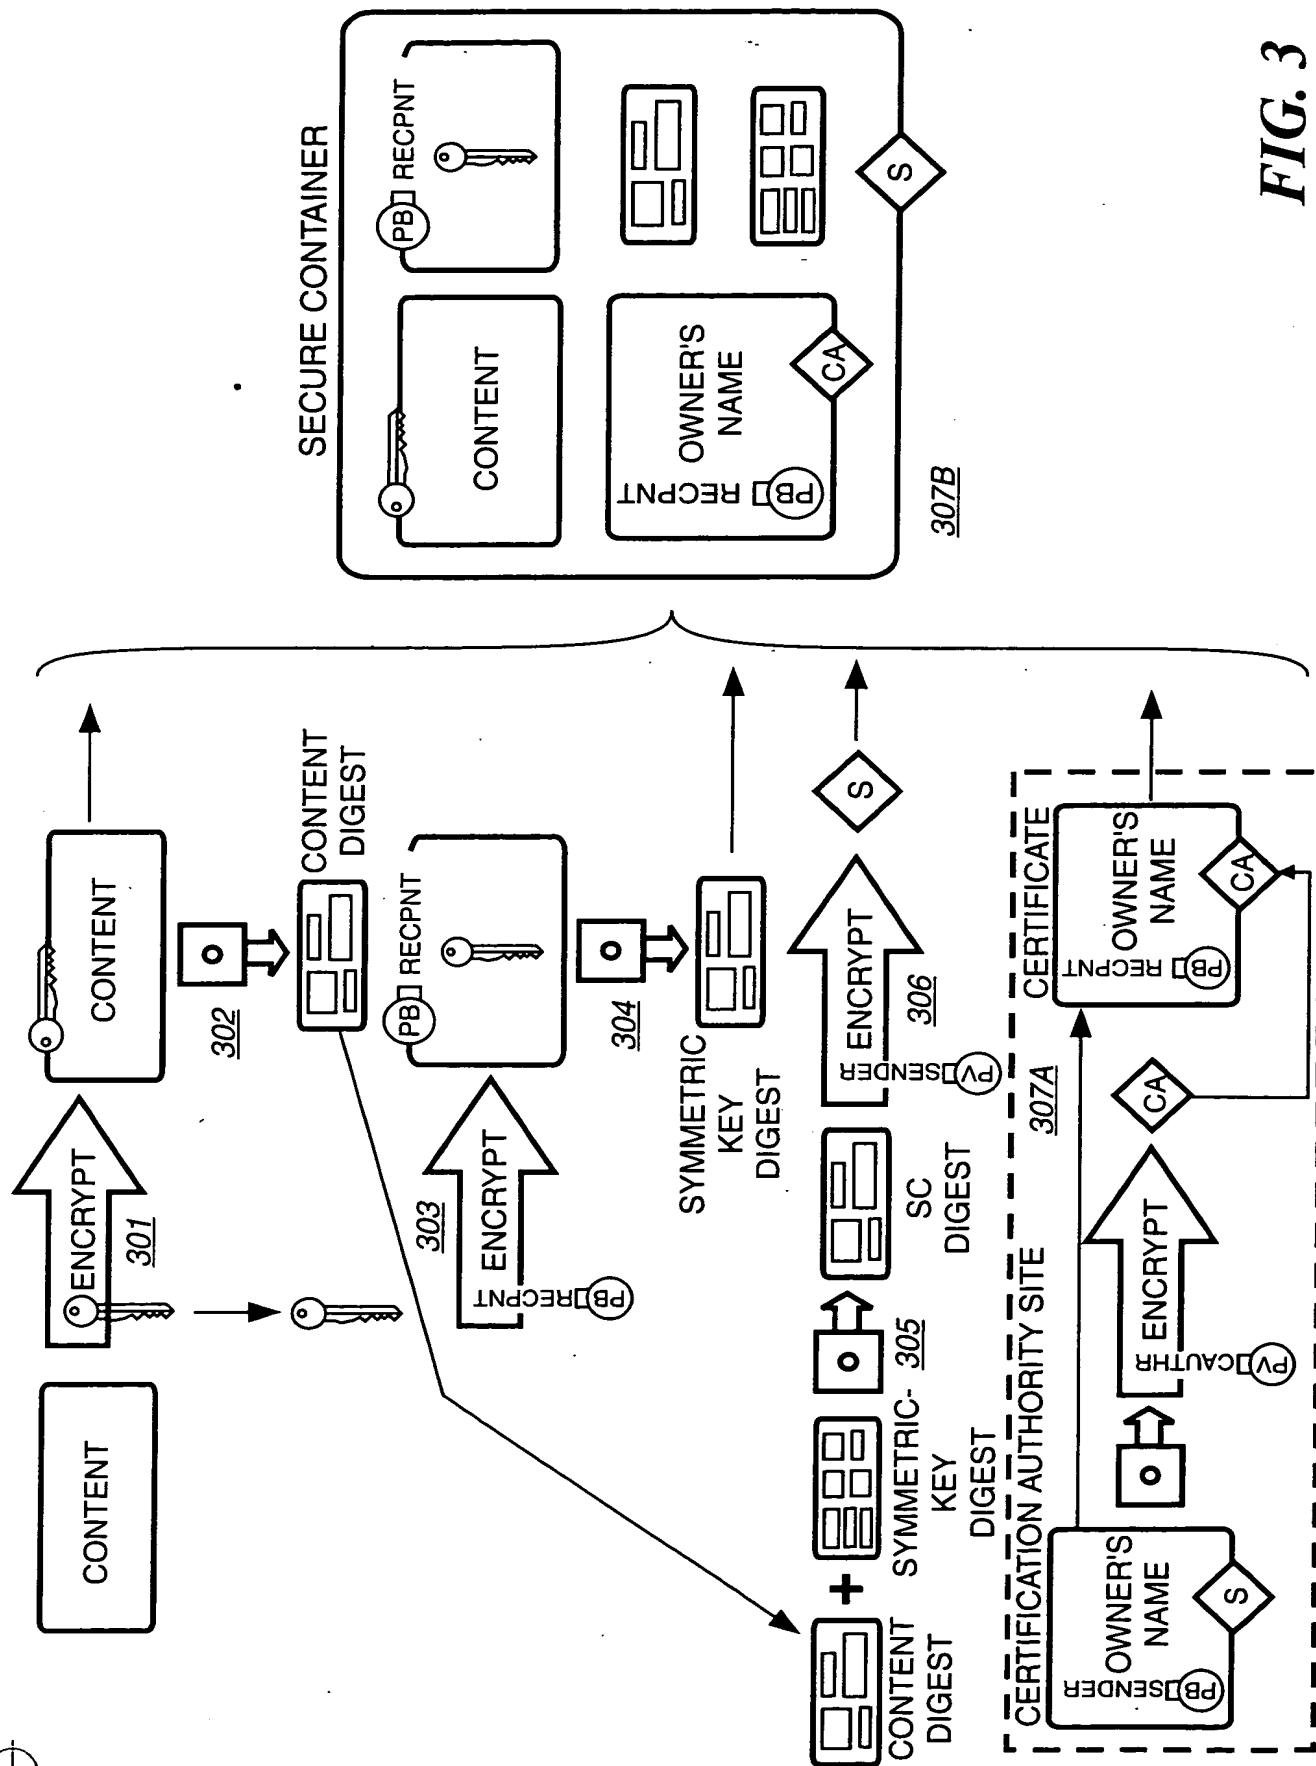 CONTENT
ENCRYPT
301
CONTENT
302
CONTENT
DIGEST
303
ENCRYPT
RECPNT
PB
PB
RECPNT
304
SYMMETRIC
KEY
DIGEST
CONTENT
DIGEST
+
SYMMETRIC-
KEY
DIGEST
305
SC
DIGEST
ENCRYPT
SENDER
PV
306
S
CERTIFICATION AUTHORITY SITE
SENDER
PB
OWNER'S
NAME
S
ENCRYPT
CAUTHR
PV
307A
CA
CERTIFICATE
RECPNT
PB
OWNER'S
NAME
CA
SECURE CONTAINER
CONTENT
PB
RECPNT
RECPNT
PB
OWNER'S
NAME
CA
S
307B
FIG. 3